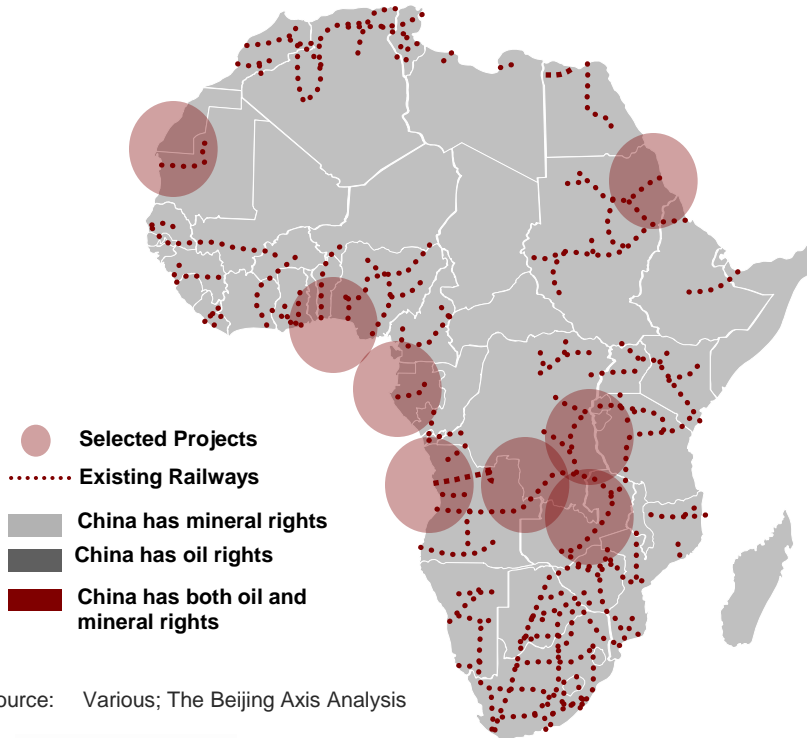 Selected Projects
Existing Railways
China has mineral rights
China has oil rights
China has both oil and
mineral rights
ource: Various; The Beijing Axis Analysis